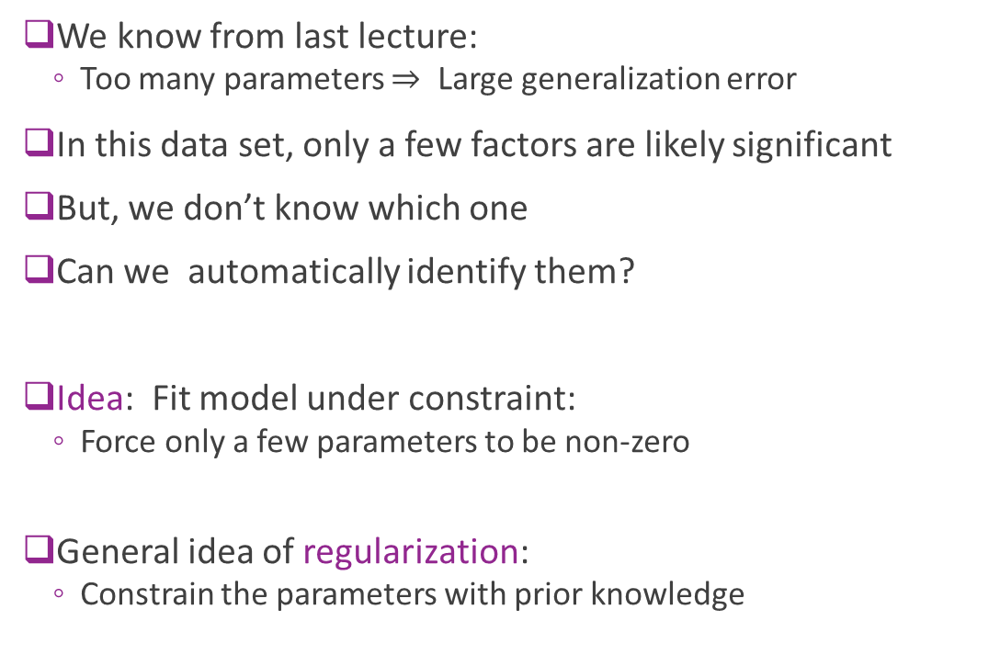 ❑We know from last lecture:
◦ Too many parameters ⇒ Large generalization error
❑In this data set, only a few factors are likely significant
❑But, we don’t know which one
❑Can we automatically identify them?
❑Idea: Fit model under constraint:
◦ Force only a few parameters to be non-zero
❑General idea of regularization:
◦ Constrain the parameters with prior knowledge